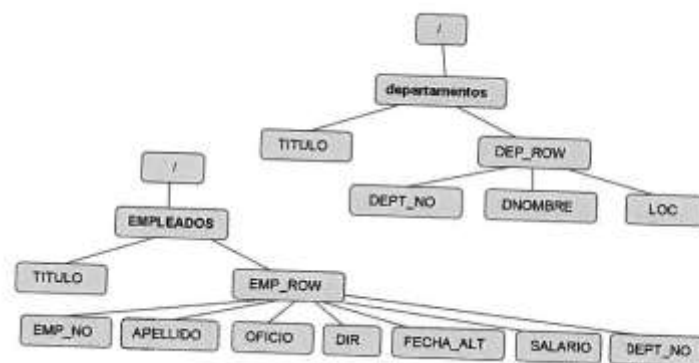 /
departamentos
TITULO
DEP_ROW
DEPT_NO
DNOMBRE
LOC
/
EMPLEADOS
TITULO
EMP_ROW
EMP_NO
APELLIDO
OFICIO
DIR
FECHA_ALT
SALARIO
DEPT_NO